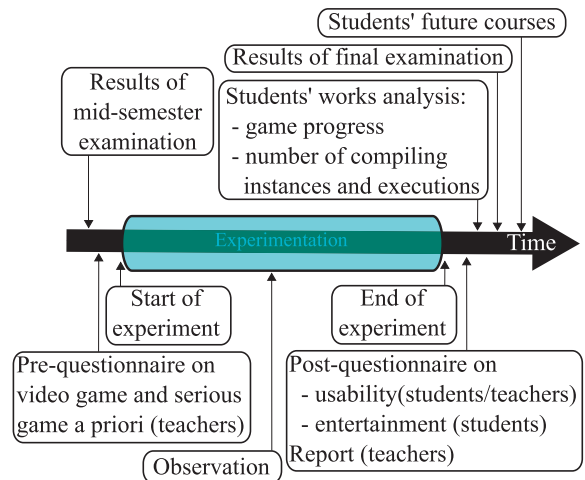 Students' future courses
Results of final examination
Results of
mid-semester
examination
Students' works analysis:
- game progress
- number of compiling
instances and executions
Experimentation
Time
Start of
experiment
End of
experiment
Pre-questionnaire on
video game and serious
game a priori (teachers)
Post-questionnaire on
- usability(students/teachers)
- entertainment (students)
Report (teachers)
Observation